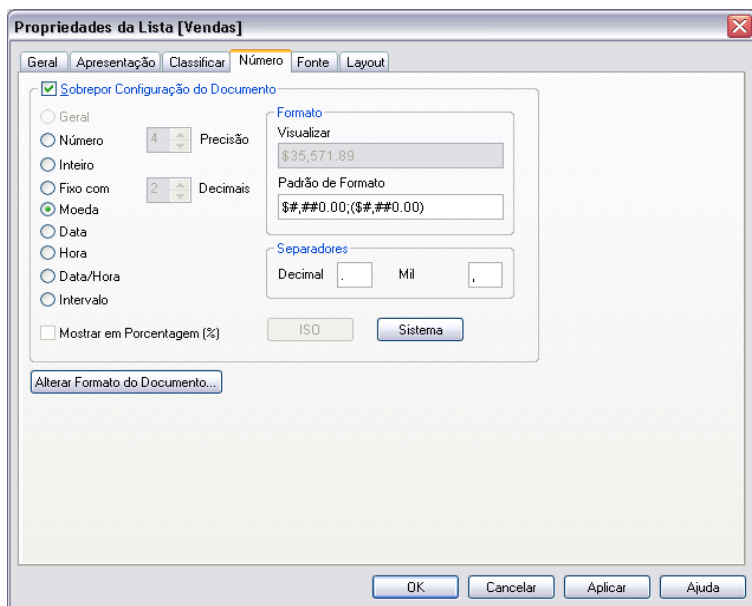 Propriedades da Lista [Vendas]
Geral Apresentação Classificar Número Fonte Layout
Sobrepor Configuração do Documento
Geral
Número 4 Precisão
Inteiro
Fixo com 2 Decimais
Moeda
Data
Hora
Data/Hora
Intervalo
Mostrar em Porcentagem (%)
Formato
Visualizar
$35,571.89
Padrão de Formato
$#,##0.00;($#,##0.00)
Separadores
Decimal . Mil ,
ISO Sistema
Alterar Formato do Documento...
OK Cancelar Aplicar Ajuda